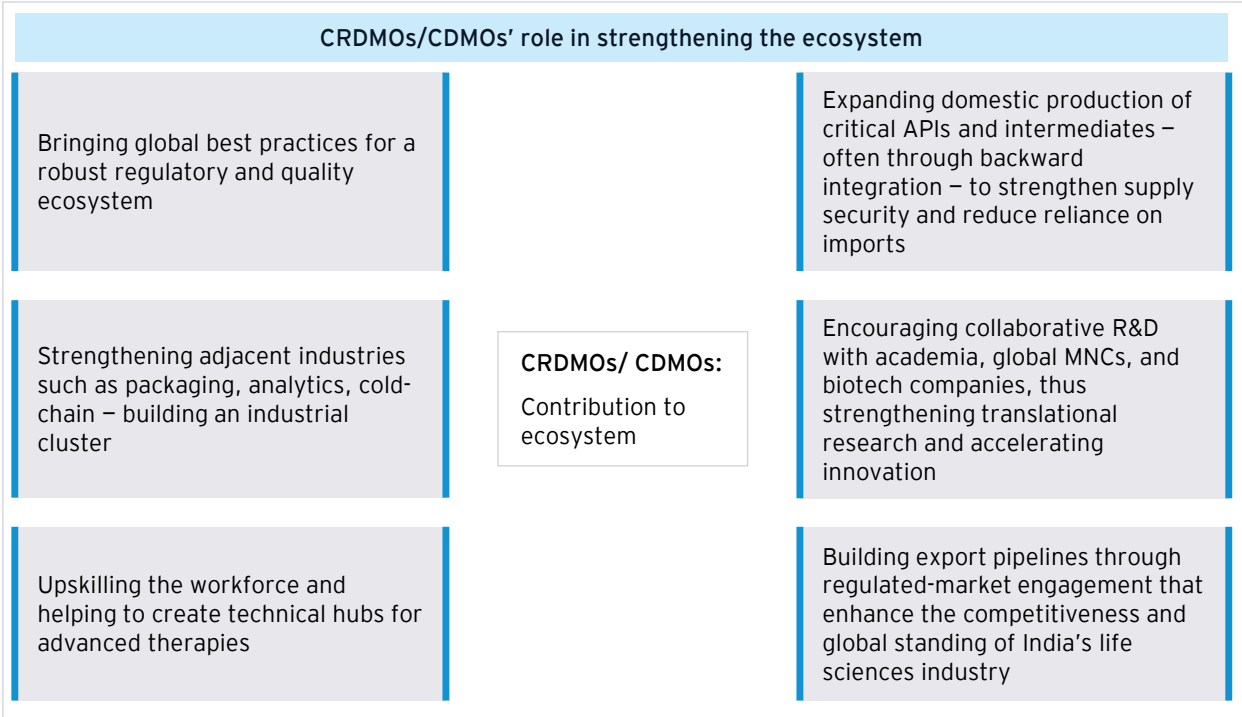 CRDMOs/CDMOs’ role in strengthening the ecosystem
Bringing global best practices for a
robust regulatory and quality
ecosystem
Strengthening adjacent industries
such as packaging, analytics, cold-
chain – building an industrial
cluster
Upskilling the workforce and
helping to create technical hubs for
advanced therapies
CRDMOs/ CDMOs:
Contribution to
ecosystem
Expanding domestic production of
critical APIs and intermediates –
often through backward
integration – to strengthen supply
security and reduce reliance on
imports
Encouraging collaborative R&D
with academia, global MNCs, and
biotech companies, thus
strengthening translational
research and accelerating
innovation
Building export pipelines through
regulated-market engagement that
enhance the competitiveness and
global standing of India’s life
sciences industry